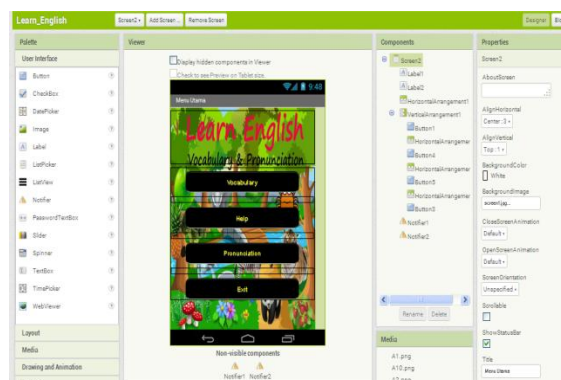 Learn_English
Screen2
Add Screen ...
Remove Screen
Designer
Palette
Viewer
Components
Properties
User Interface
Button
CheckBox
DatePicker
Image
Label
ListPicker
ListView
Notifier
PasswordTextBox
Slider
Spinner
TextBox
TimePicker
WebViewer
Layout
Media
Drawing and Animation
Display hidden components in Viewer
Check to see Preview on Tablet size.
9:48
Menu Utama
Learn English
Vocabulary & Pronunciation
Vocabulary
Help
Pronunciation
Exit
Non-visible components
Notifier1 Notifier2
Screen2
Label1
Label2
HorizontalArrangement1
VerticalArrangement1
Button1
HorizontalArrangemer
Button4
HorizontalArrangemer
HorizontalArrangemer
Button3
HorizontalArrangemer
Button2
Notifier1
Notifier2
Rename Delete
Media
A1.png
A10.png
Screen2
AboutScreen
AlignHorizontal
Center : 3
AlignVertical
Top : 1
BackgroundColor
White
BackgroundImage
CloseScreenAnimation
Default
OpenScreenAnimation
Default
ScreenOrientation
Unspecified
Scrollable
ShowStatusBar
Title
Menu Utama